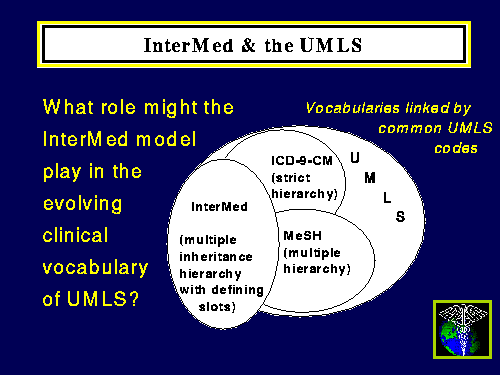 InterMed & the UMLS
What role might the
InterMed model
play in the
evolving
clinical
vocabulary
of UMLS?
Vocabularies linked by
common UMLS
codes
ICD-9-CM
(strict
hierarchy)
U
M
L
S
InterMed
(multiple
inheritance
hierarchy
with defining
slots)
MeSH
(multiple
hierarchy)